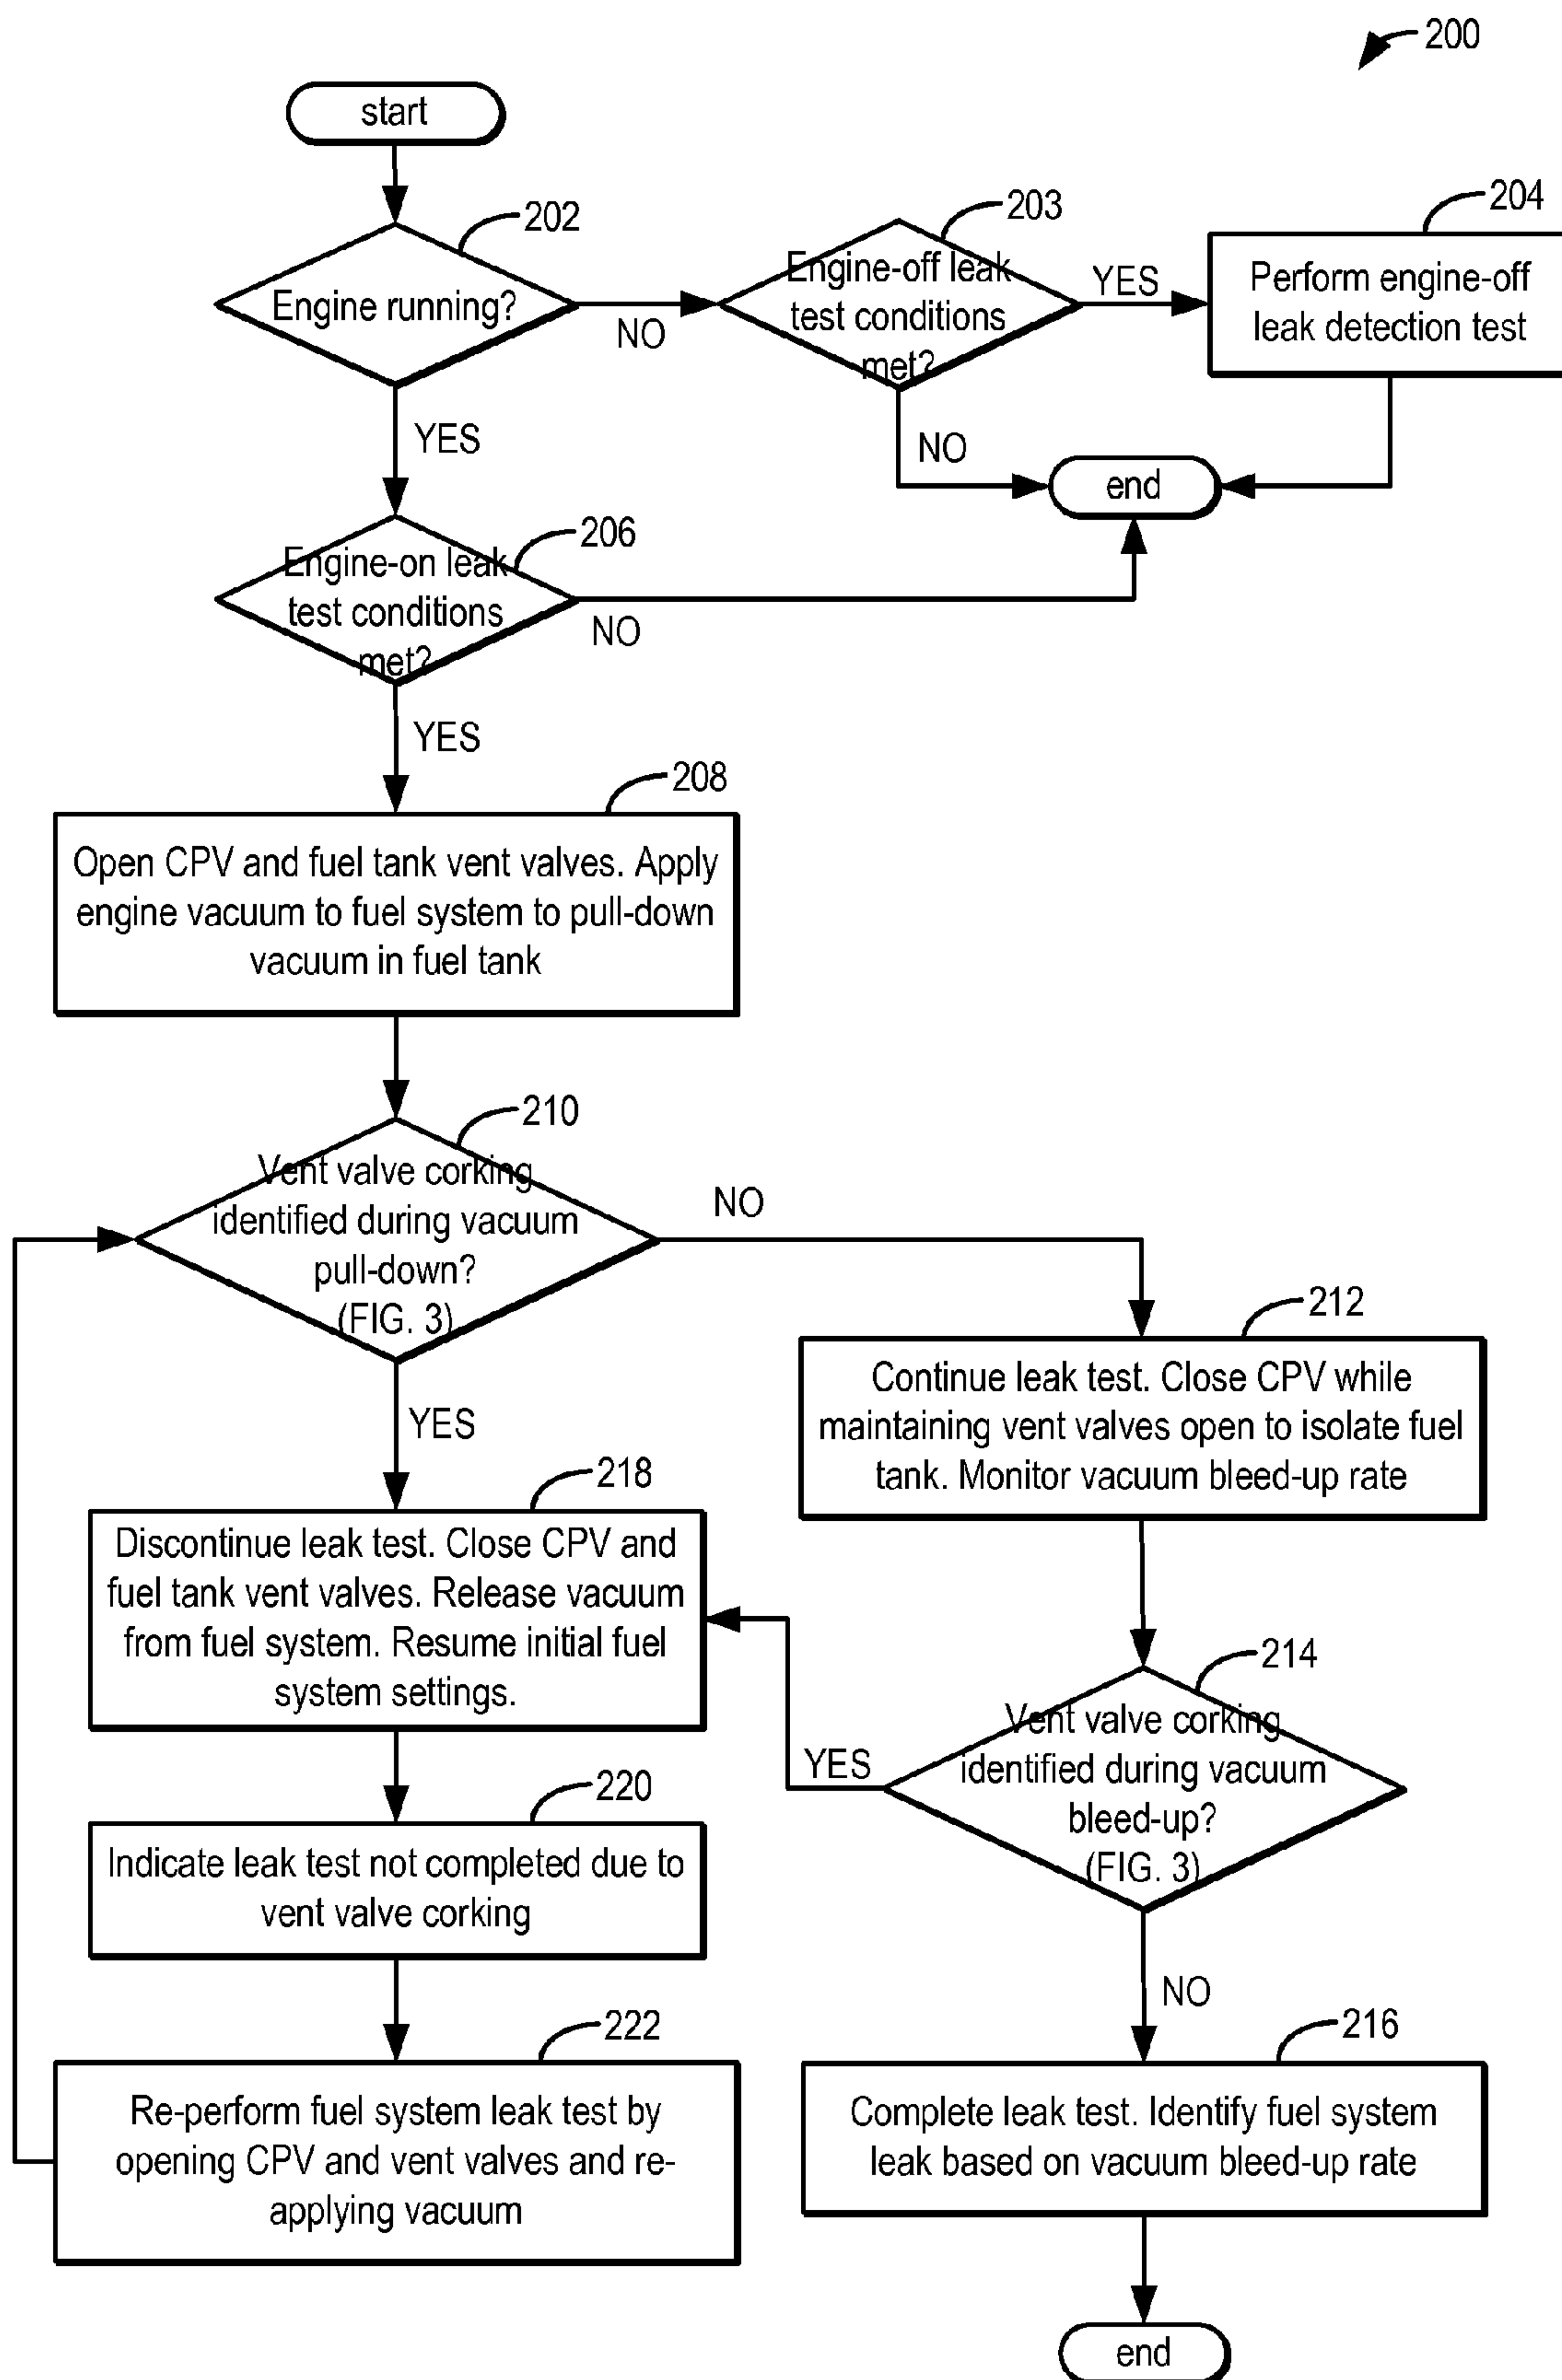 200
start
202
Engine running?
NO
YES
203
Engine-off leak
test conditions
met?
YES
NO
204
Perform engine-off
leak detection test
end
206
Engine-on leak
test conditions
met?
NO
YES
208
Open CPV and fuel tank vent valves. Apply
engine vacuum to fuel system to pull-down
vacuum in fuel tank
210
Vent valve corking
identified during vacuum
pull-down?
(FIG. 3)
NO
YES
212
Continue leak test. Close CPV while
maintaining vent valves open to isolate fuel
tank. Monitor vacuum bleed-up rate
218
Discontinue leak test. Close CPV and
fuel tank vent valves. Release vacuum
from fuel system. Resume initial fuel
system settings.
214
Vent valve corking
identified during vacuum
bleed-up?
(FIG. 3)
YES
NO
220
Indicate leak test not completed due to
vent valve corking
222
Re-perform fuel system leak test by
opening CPV and vent valves and re-
applying vacuum
216
Complete leak test. Identify fuel system
leak based on vacuum bleed-up rate
end